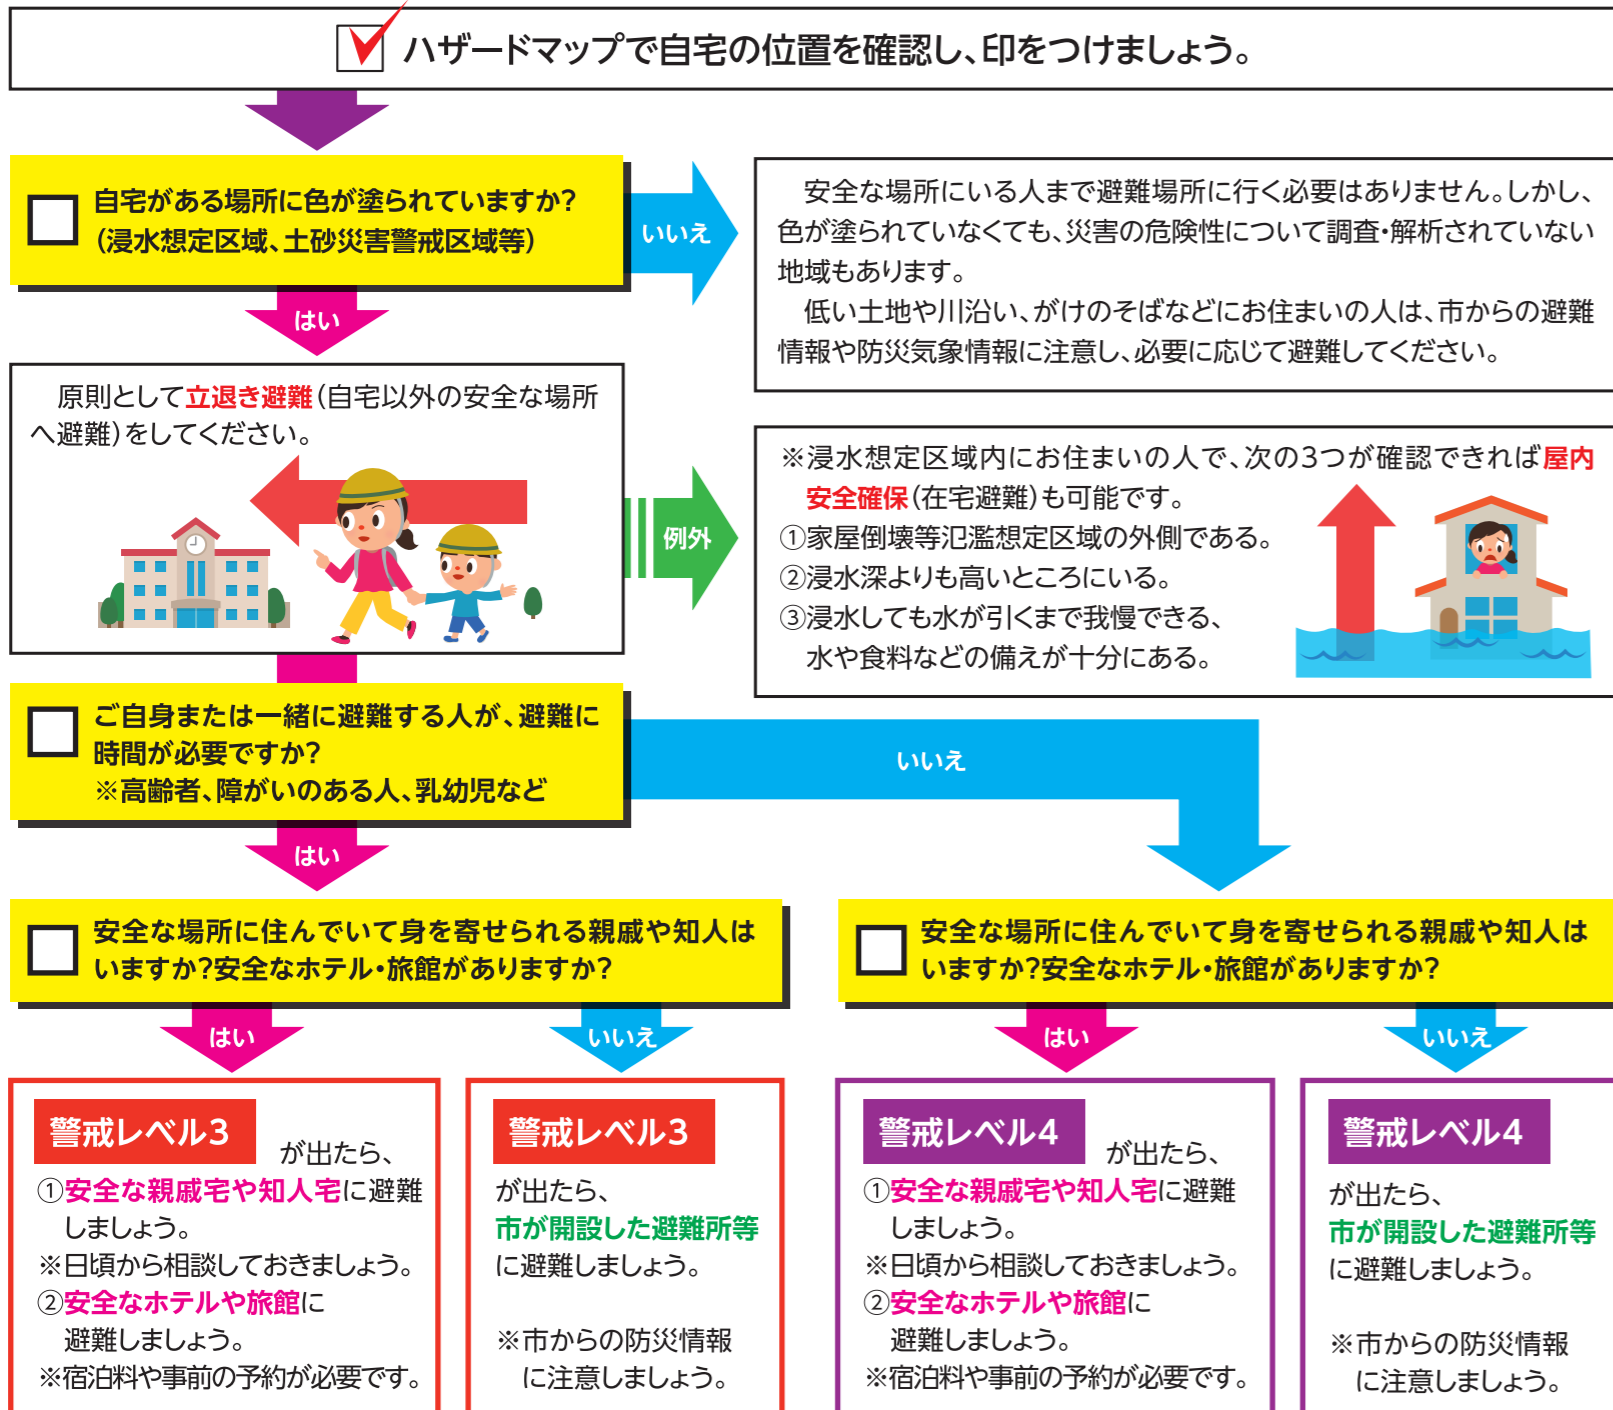 ハザードマップで自宅の位置を確認し、印をつけましょう。
自宅がある場所に色が塗られていますか?
(浸水想定区域、土砂災害警戒区域等)
いいえ
安全な場所にいる人まで避難場所に行く必要はありません。しかし、
色が塗られていなくても、災害の危険性について調査・解析されていない
地域もあります。
低い土地や川沿い、がけのそばなどにお住まいの人は、市からの避難
情報や防災気象情報に注意し、必要に応じて避難してください。
はい
原則として立退き避難(自宅以外の安全な場所
へ避難)をしてください。
例外
※浸水想定区域内にお住まいの人で、次の3つが確認できれば屋内
安全確保(在宅避難)も可能です。
①家屋倒壊等氾濫想定区域の外側である。
②浸水深よりも高いところにいる。
③浸水しても水が引くまで我慢できる、
水や食料などの備えが十分にある。
ご自身または一緒に避難する人が、避難に
時間が必要ですか?
※高齢者、障がいのある人、乳幼児など
いいえ
はい
安全な場所に住んでいて身を寄せられる親戚や知人は
いますか?安全なホテル・旅館がありますか?
はい
いいえ
安全な場所に住んでいて身を寄せられる親戚や知人は
いますか?安全なホテル・旅館がありますか?
はい
いいえ
警戒レベル3
が出たら、
①安全な親戚宅や知人宅に避難
しましょう。
※日頃から相談しておきましょう。
②安全なホテルや旅館に
避難しましょう。
※宿泊料や事前の予約が必要です。
警戒レベル3
が出たら、
市が開設した避難所等
に避難しましょう。
※市からの防災情報
に注意しましょう。
警戒レベル4
が出たら、
①安全な親戚宅や知人宅に避難
しましょう。
※日頃から相談しておきましょう。
②安全なホテルや旅館に
避難しましょう。
※宿泊料や事前の予約が必要です。
警戒レベル4
が出たら、
市が開設した避難所等
に避難しましょう。
※市からの防災情報
に注意しましょう。